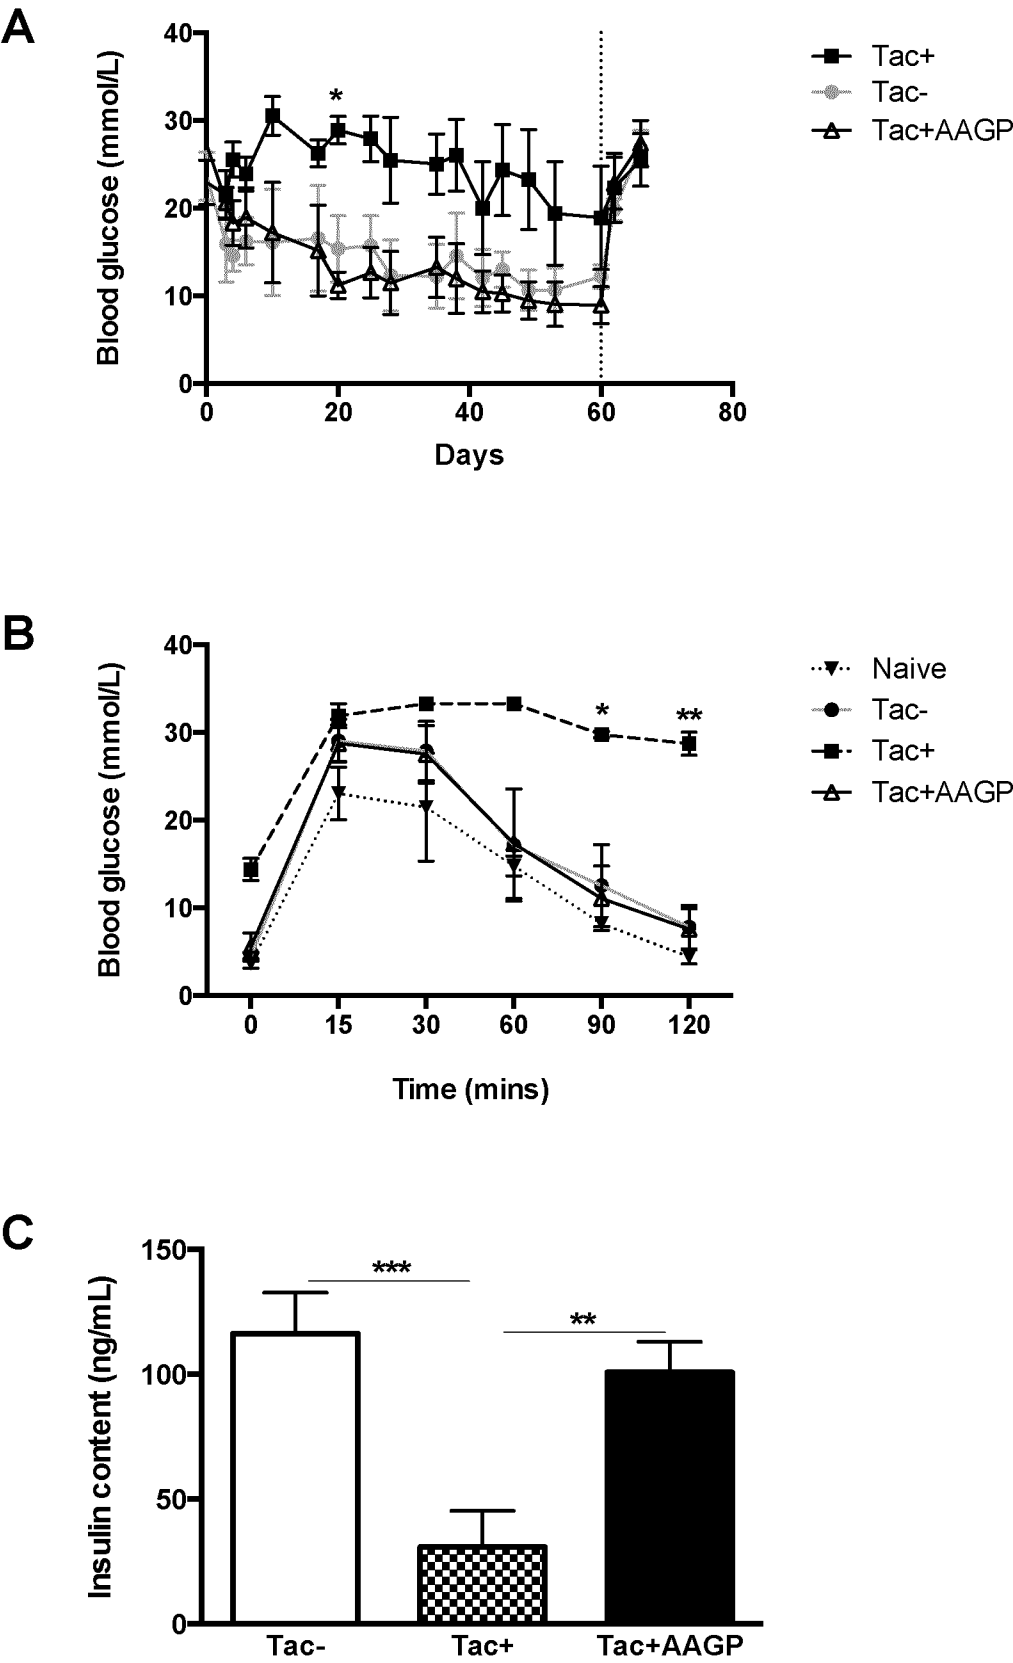 A
Blood glucose (mmol/L)
40
30
20
10
0
*
0 20 40 60 80
Days
Tac+
Tac-
Tac+AAGP
B
Blood glucose (mmol/L)
40
30
20
10
0
*
**
0 15 30 60 90 120
Time (mins)
Naive
Tac-
Tac+
Tac+AAGP
C
Insulin content (ng/mL)
150
100
50
0
***
**
Tac- Tac+ Tac+AAGP